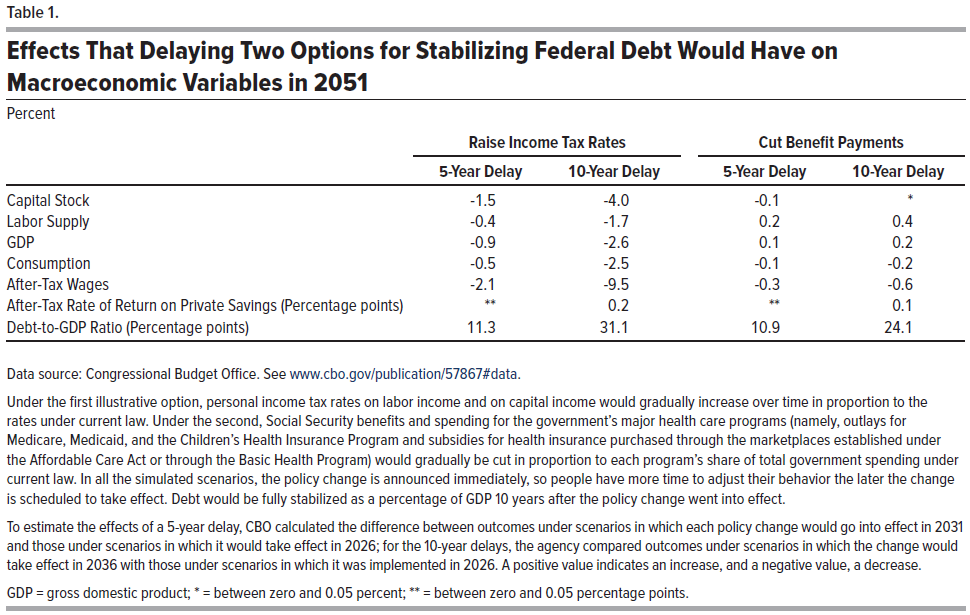 Table 1.
Effects That Delaying Two Options for Stabilizing Federal Debt Would Have on
Macroeconomic Variables in 2051
Percent
Raise Income Tax Rates Cut Benefit Payments
5-Year Delay 10-Year Delay 5-Year Delay 10-Year Delay
Capital Stock -1.5 -4.0 -0.1 *
Labor Supply -0.4 -1.7 0.2 0.4
GDP -0.9 -2.6 0.1 0.2
Consumption -0.5 -2.5 -0.1 -0.2
After-Tax Wages -2.1 -9.5 -0.3 -0.6
After-Tax Rate of Return on Private Savings (Percentage points) ** 0.2 ** 0.1
Debt-to-GDP Ratio (Percentage points) 11.3 31.1 10.9 24.1
Data source: Congressional Budget Office. See www.cbo.gov/publication/57867#data.
Under the first illustrative option, personal income tax rates on labor income and on capital income would gradually increase over time in proportion to the
rates under current law. Under the second, Social Security benefits and spending for the government's major health care programs (namely, outlays for
Medicare, Medicaid, and the Children's Health Insurance Program and subsidies for health insurance purchased through the marketplaces established under
the Affordable Care Act or through the Basic Health Program) would gradually be cut in proportion to each program's share of total government spending under
current law. In all the simulated scenarios, the policy change is announced immediately, so people have more time to adjust their behavior the later the change
is scheduled to take effect. Debt would be fully stabilized as a percentage of GDP 10 years after the policy change went into effect.
To estimate the effects of a 5-year delay, CBO calculated the difference between outcomes under scenarios in which each policy change would go into effect in 2031
and those under scenarios in which it would take effect in 2026; for the 10-year delays, the agency compared outcomes under scenarios in which the change would
take effect in 2036 with those under scenarios in which it was implemented in 2026. A positive value indicates an increase, and a negative value, a decrease.
GDP = gross domestic product; * = between zero and 0.05 percent; ** = between zero and 0.05 percentage points.